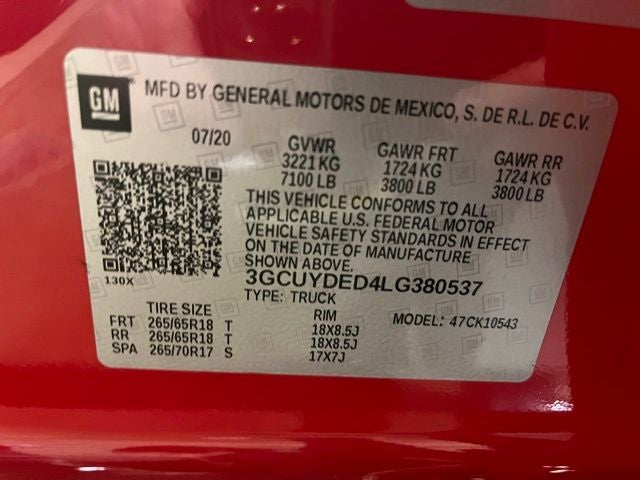 GM
MFD BY GENERAL MOTORS DE MEXICO, S. DE R.L. DE C.V.
07/20 GVWR GAWR FRT GAWR RR
3221 KG 1724 KG 1724 KG
7100 LB 3800 LB 3800 LB
THIS VEHICLE CONFORMS TO ALL
APPLICABLE U.S. FEDERAL MOTOR
VEHICLE SAFETY STANDARDS IN EFFECT
ON THE DATE OF MANUFACTURE
SHOWN ABOVE.
130X
3GCUYDED4LG380537
TYPE: TRUCK
TIRE SIZE RIM MODEL: 47CK10543
FRT 265/65R18 T 18X8.5J
RR 265/65R18 T 18X8.5J
SPA 265/70R17 S 17X7J